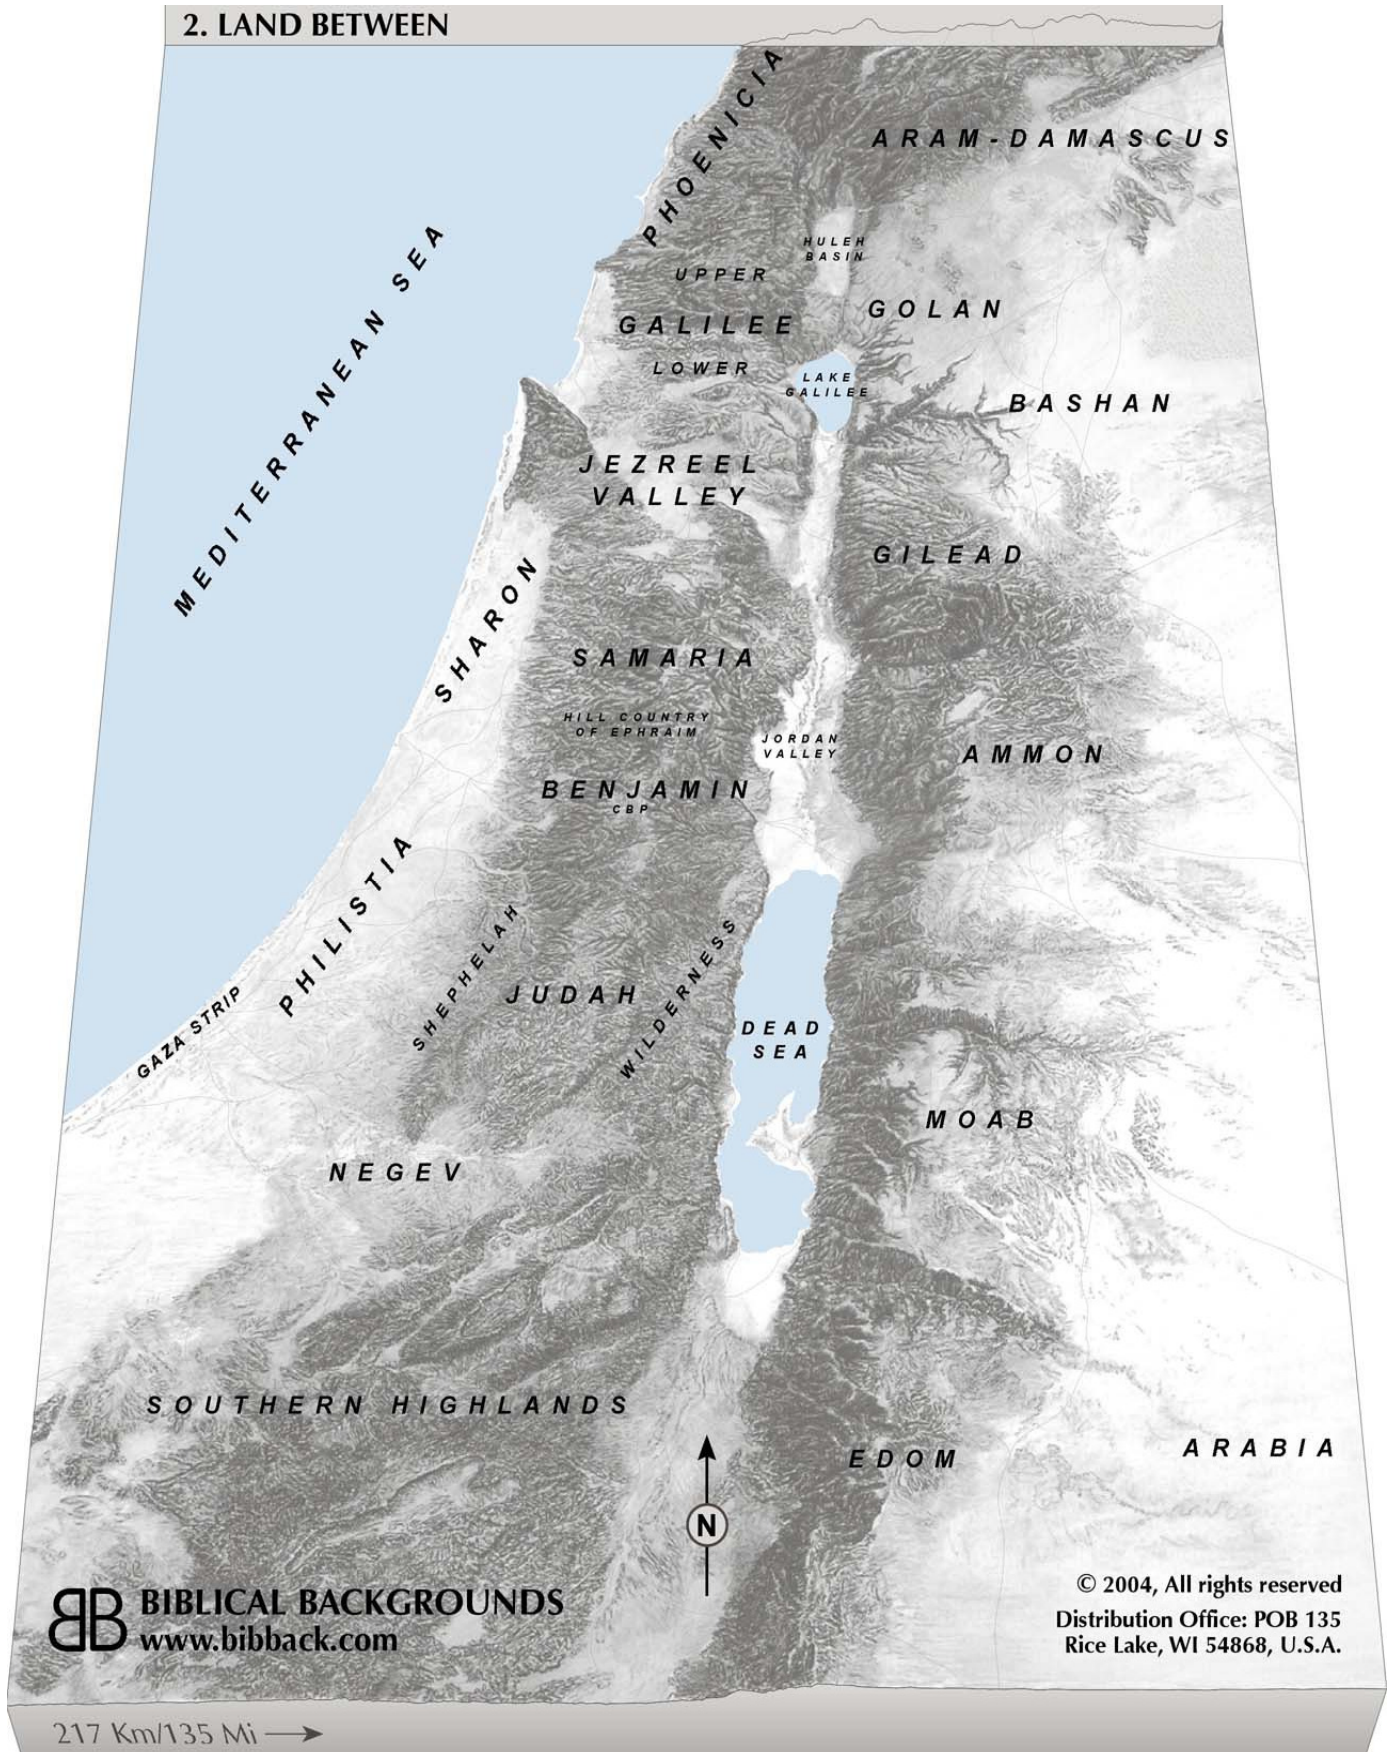 2. LAND BETWEEN
PHOENICIA
ARAM-DAMASCUS
MEDITERRANEAN SEA
HULEH
BASIN
UPPER
GOLAN
GALILEE
LOWER
LAKE
GALILEE
BASHAN
JEZREEL
VALLEY
GILEAD
SHARON
SAMARIA
HILL COUNTRY
OF EPHRAIM
JORDAN
VALLEY
AMMON
BENJAMIN
CBP
PHILISTIA
SHEPHELAH
JUDAH
WILDERNESS
GAZA STRIP
DEAD
SEA
MOAB
NEGEV
SOUTHERN HIGHLANDS
EDOM
ARABIA
N
BB BIBLICAL BACKGROUNDS
www.bibback.com
© 2004, All rights reserved
Distribution Office: POB 135
Rice Lake, WI 54868, U.S.A.
217 Km/135 Mi